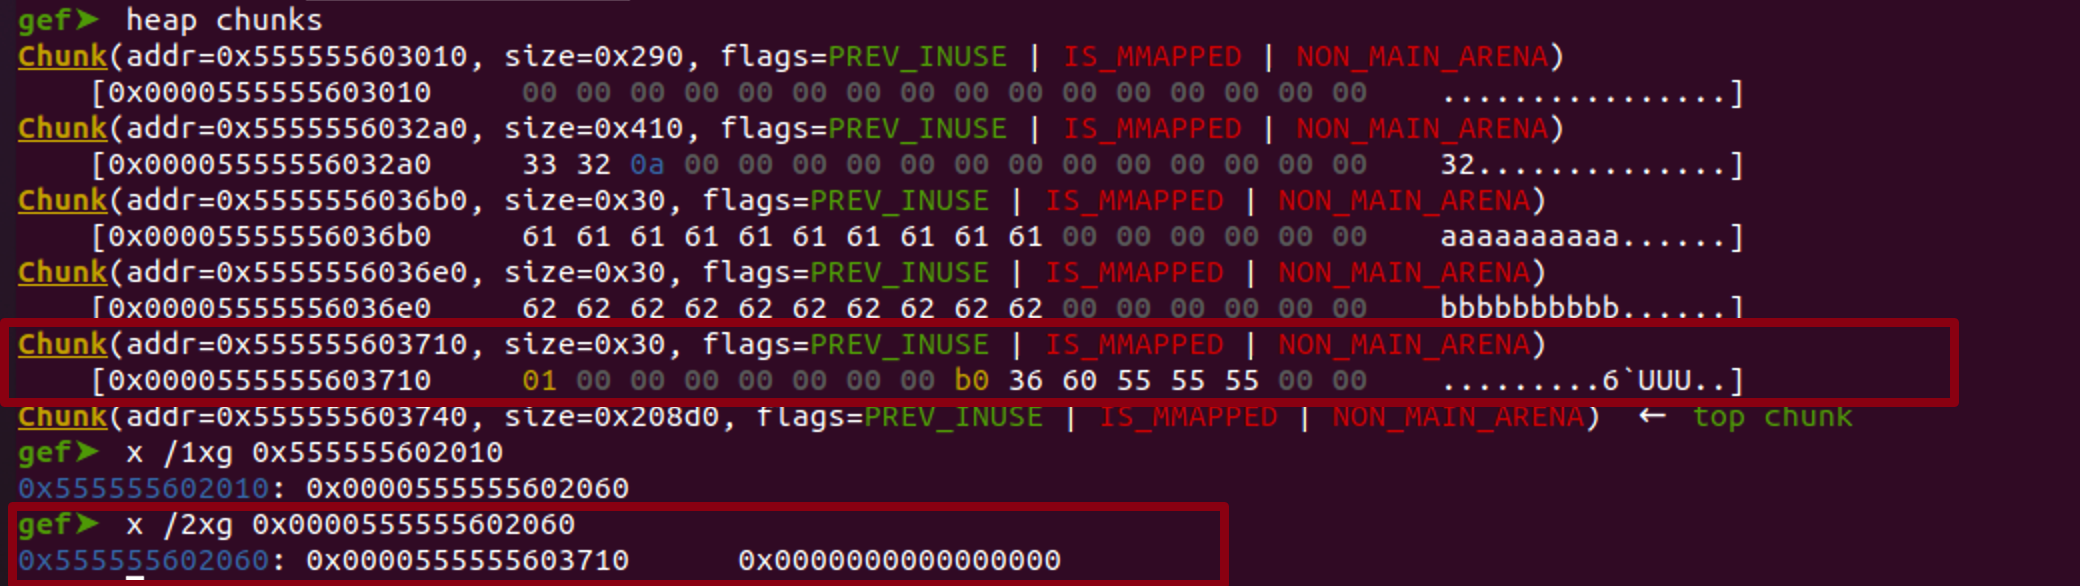 gef➤  heap chunks
Chunk(addr=0x555555603010, size=0x290, flags=PREV_INUSE | IS_MMAPPED | NON_MAIN_ARENA)
[0x0000555555603010     00 00 00 00 00 00 00 00 00 00 00 00 00 00 00 00    ................]
Chunk(addr=0x5555556032a0, size=0x410, flags=PREV_INUSE | IS_MMAPPED | NON_MAIN_ARENA)
[0x00005555556032a0     33 32 0a 00 00 00 00 00 00 00 00 00 00 00 00 00    32..............]
Chunk(addr=0x5555556036b0, size=0x30, flags=PREV_INUSE | IS_MMAPPED | NON_MAIN_ARENA)
[0x00005555556036b0     61 61 61 61 61 61 61 61 61 61 00 00 00 00 00 00    aaaaaaaaaa......]
Chunk(addr=0x5555556036e0, size=0x30, flags=PREV_INUSE | IS_MMAPPED | NON_MAIN_ARENA)
[0x00005555556036e0     62 62 62 62 62 62 62 62 62 62 00 00 00 00 00 00    bbbbbbbbbb......]
Chunk(addr=0x555555603710, size=0x30, flags=PREV_INUSE | IS_MMAPPED | NON_MAIN_ARENA)
[0x0000555555603710     01 00 00 00 00 00 00 00 b0 36 60 55 55 55 00 00    .........6`UUU..]
Chunk(addr=0x555555603740, size=0x208d0, flags=PREV_INUSE | IS_MMAPPED | NON_MAIN_ARENA)  ←  top chunk
gef➤  x /1xg 0x555555602010
0x555555602010: 0x0000555555602060
gef➤  x /2xg 0x0000555555602060
0x555555602060: 0x0000555555603710      0x0000000000000000